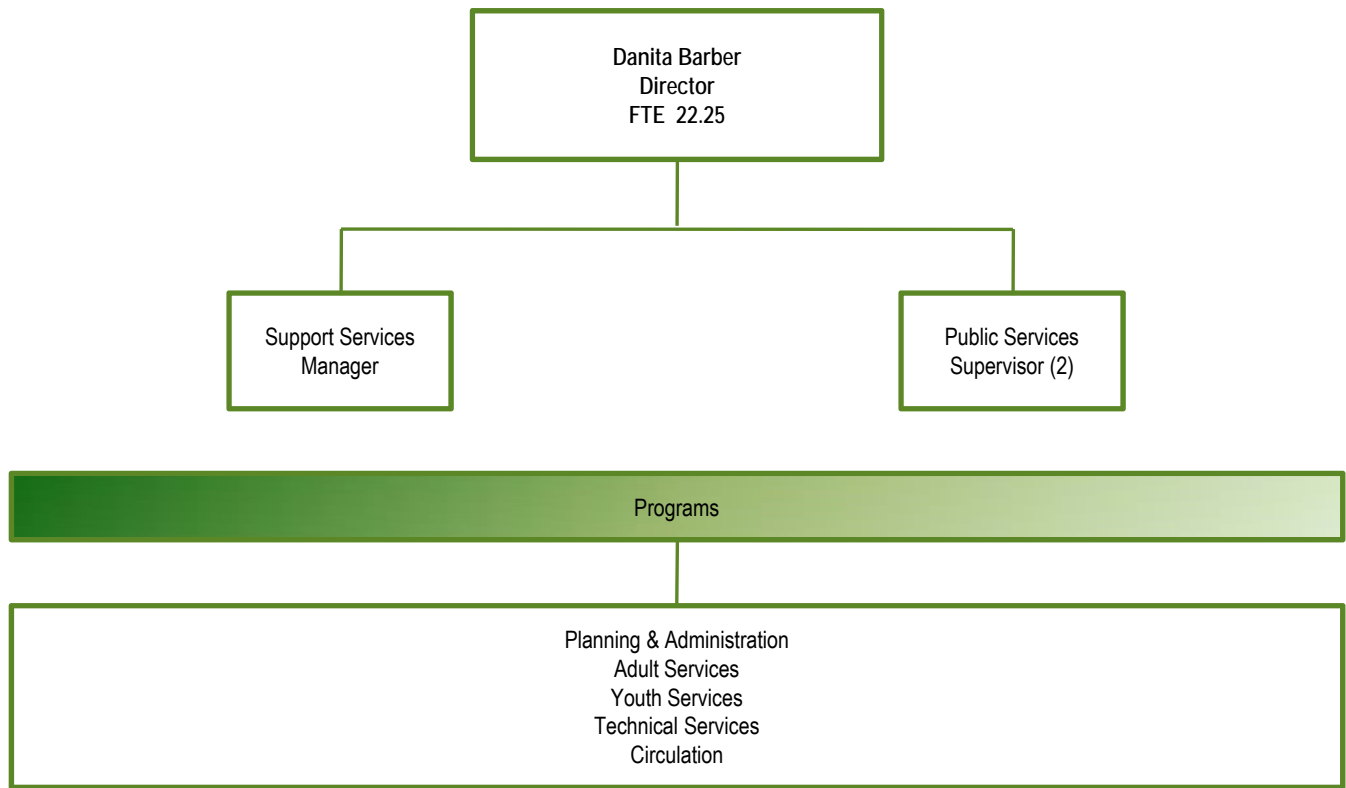 Danita Barber
Director
FTE 22.25
Support Services
Manager
Public Services
Supervisor (2)
Programs
Planning & Administration
Adult Services
Youth Services
Technical Services
Circulation